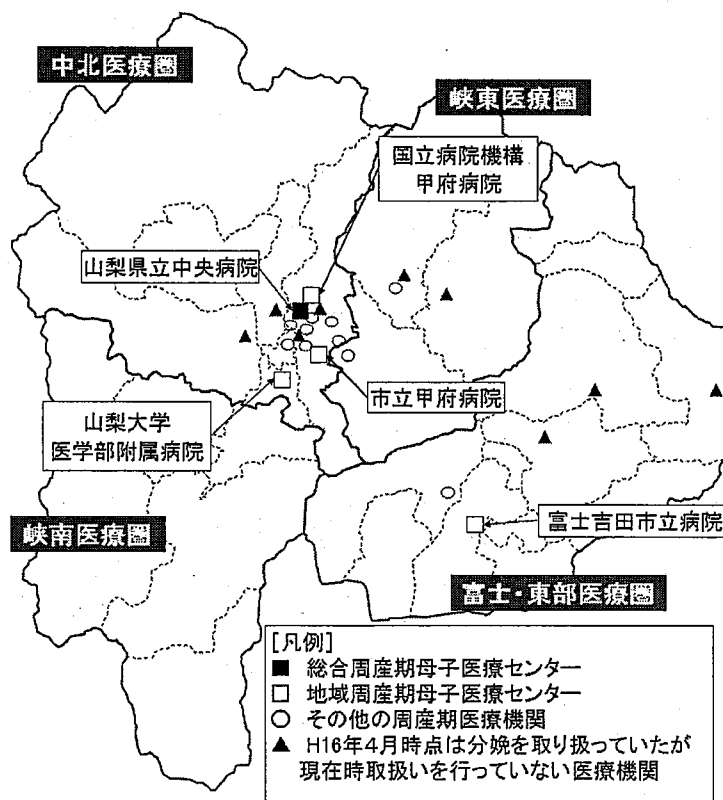 中北医療圏
峡東医療圏
国立病院機構
甲府病院
山梨県立中央病院
市立甲府病院
山梨大学
医学部附属病院
峡南医療圏
富士吉田市立病院
富士・東部医療圏
[凡例]
■ 総合周産期母子医療センター
□ 地域周産期母子医療センター
○ その他の周産期医療機関
▲ H16年4月時点は分娩を取り扱っていたが
現在時取扱いを行っていない医療機関